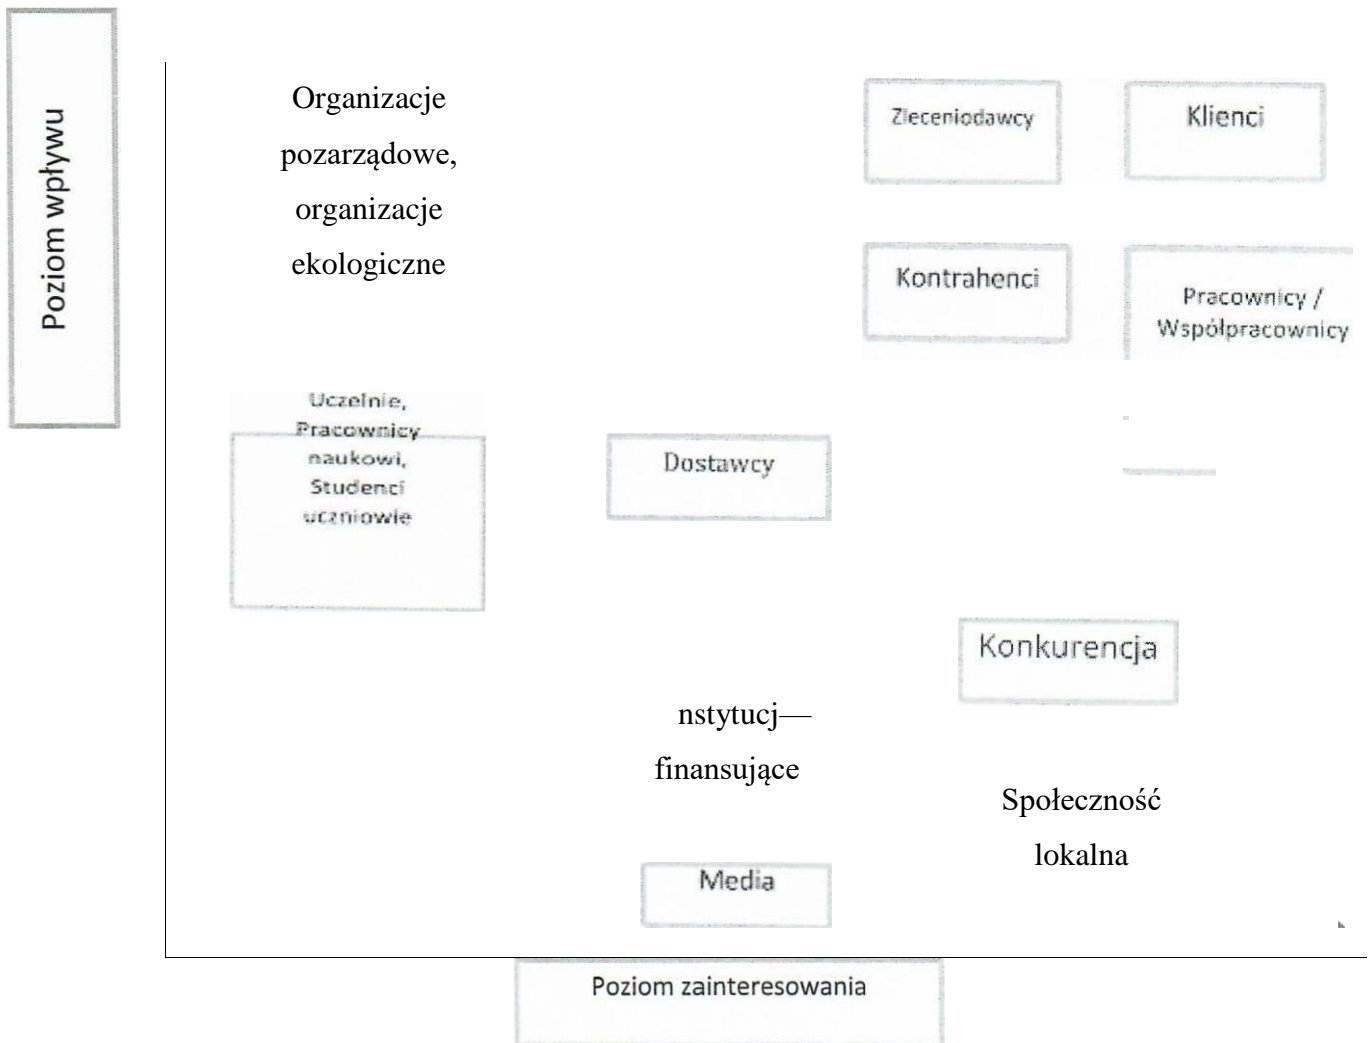 Poziom wpływu
Organizacje
pozarządowe,
organizacje
ekologiczne
Zleceniodawcy
Klienci
Kontrahenci
Pracownicy /
Współpracownicy
Uczelnie,
Pracownicy
naukowi,
Studenci
uczniowie
Dostawcy
Konkurencja
nstytucj—
finansujące
Społeczność
lokalna
Media
Poziom zainteresowania